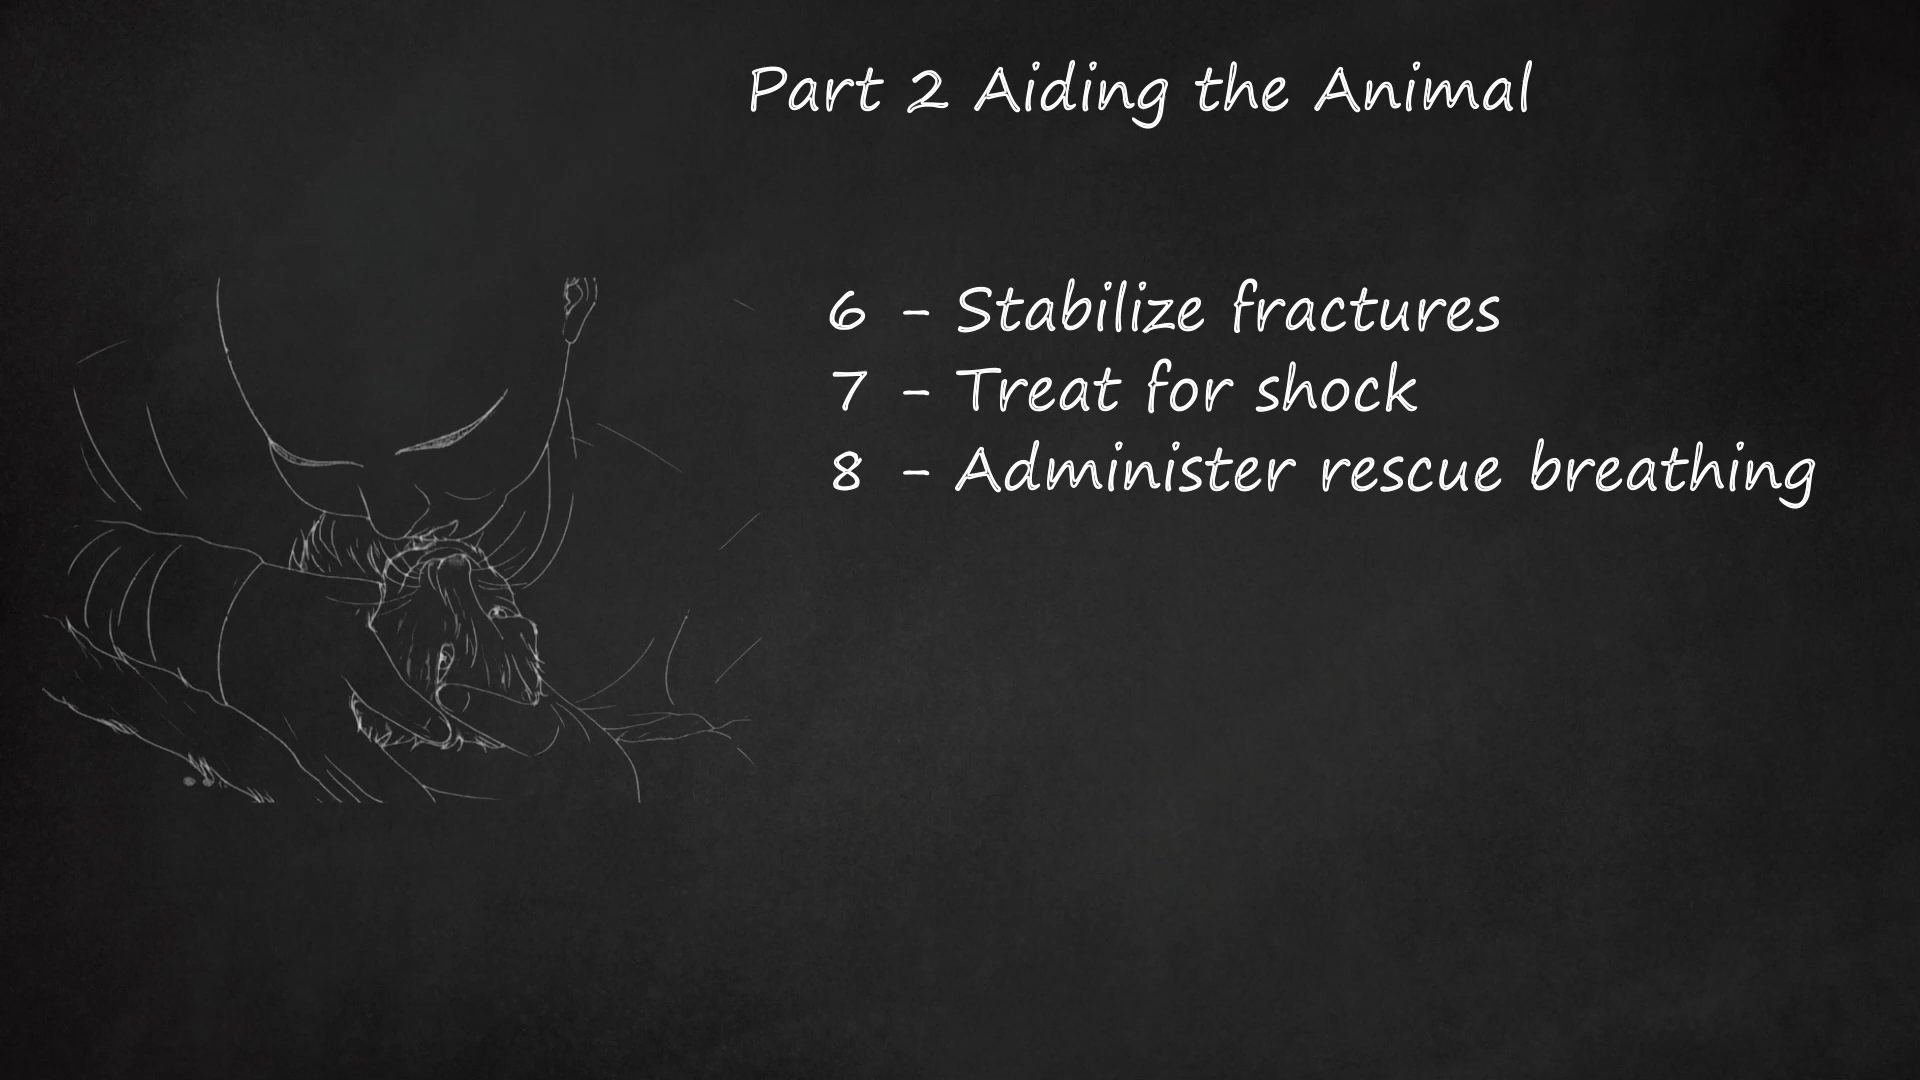 Part 2 Aiding the Animal
6 - Stabilize fractures
7 - Treat for shock
8 - Administer rescue breathing